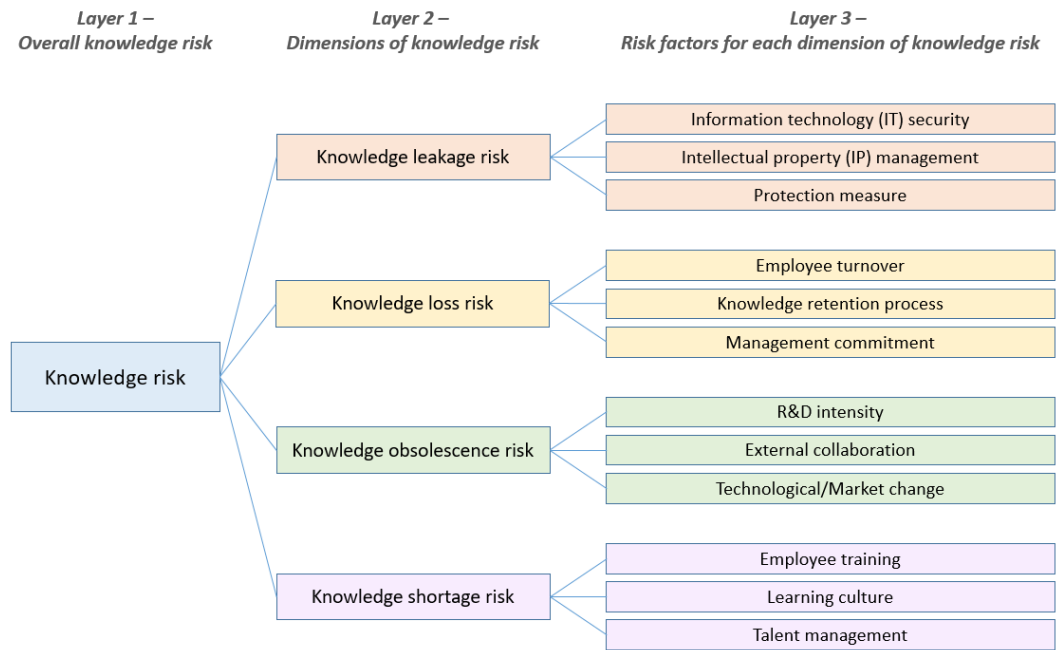 Layer 1 –
Overall knowledge risk
Layer 2 –
Dimensions of knowledge risk
Layer 3 –
Risk factors for each dimension of knowledge risk
Knowledge risk
Knowledge leakage risk
Information technology (IT) security
Intellectual property (IP) management
Protection measure
Knowledge loss risk
Employee turnover
Knowledge retention process
Management commitment
Knowledge obsolescence risk
R&D intensity
External collaboration
Technological/Market change
Knowledge shortage risk
Employee training
Learning culture
Talent management